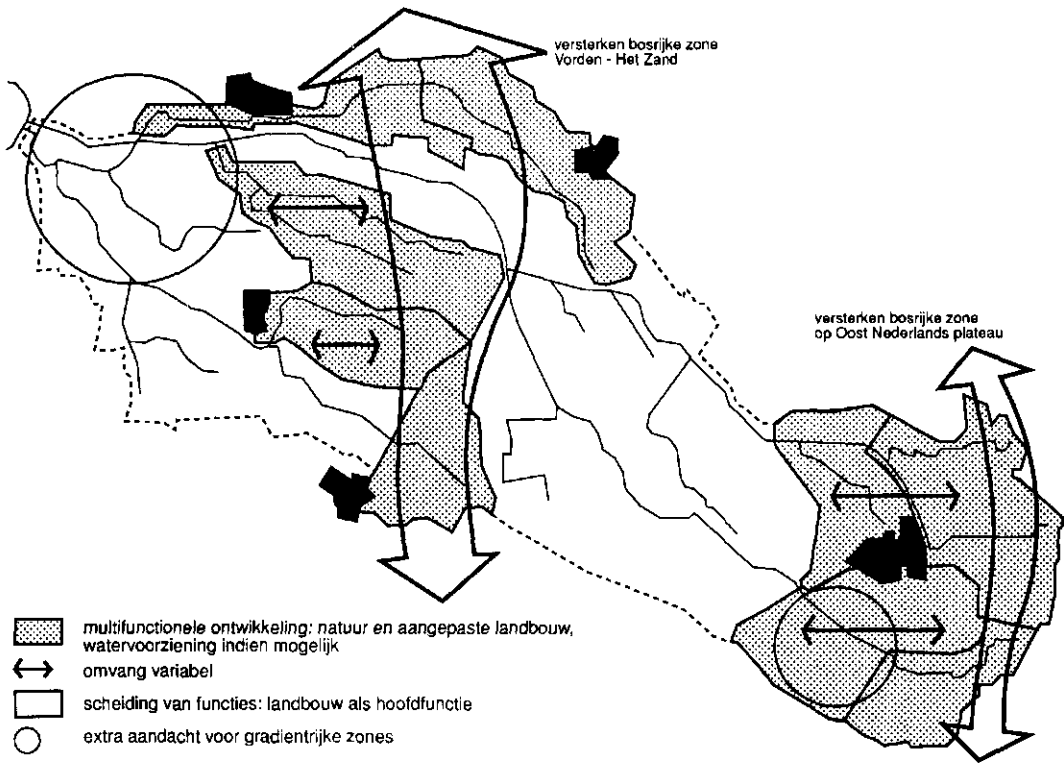 versterken bosrijke zone
Vorden - Het Zand
versterken bosrijke zone
op Oost Nederlands plateau
multifunctionele ontwikkeling: natuur en aangepaste landbouw,
watervoorziening indien mogelijk
omvang variabel
scheiding van functies: landbouw als hoofdfunctie
extra aandacht voor gradientrijke zones